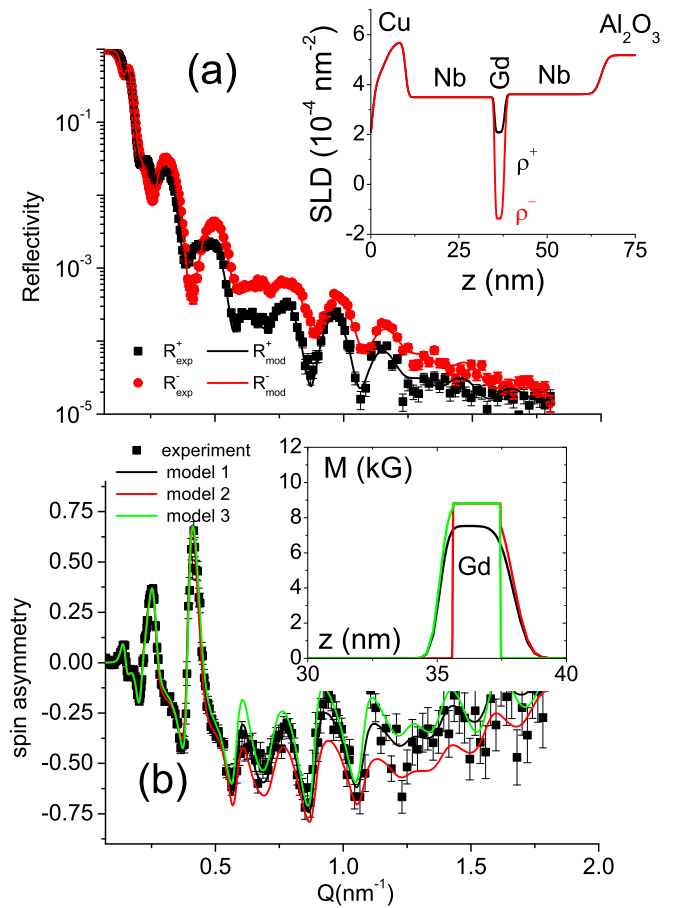 (a)
Reflectivity
10⁻¹
10⁻³
10⁻⁵
R⁺exp R⁺mod
R⁻exp R⁻mod
Cu Nb Gd Nb Al₂O₃
SLD (10⁻⁴ nm⁻²)
6
4
2
0
-2
ρ⁺
ρ⁻
0 25 50 75
z (nm)
experiment
model 1
model 2
model 3
spin asymmetry
0.75
0.50
0.25
0.00
-0.25
-0.50
-0.75
(b)
0.5 1.0 1.5 2.0
Q(nm⁻¹)
M (kG)
12
10
8
6
4
2
0
Gd
z (nm)
30 35 40